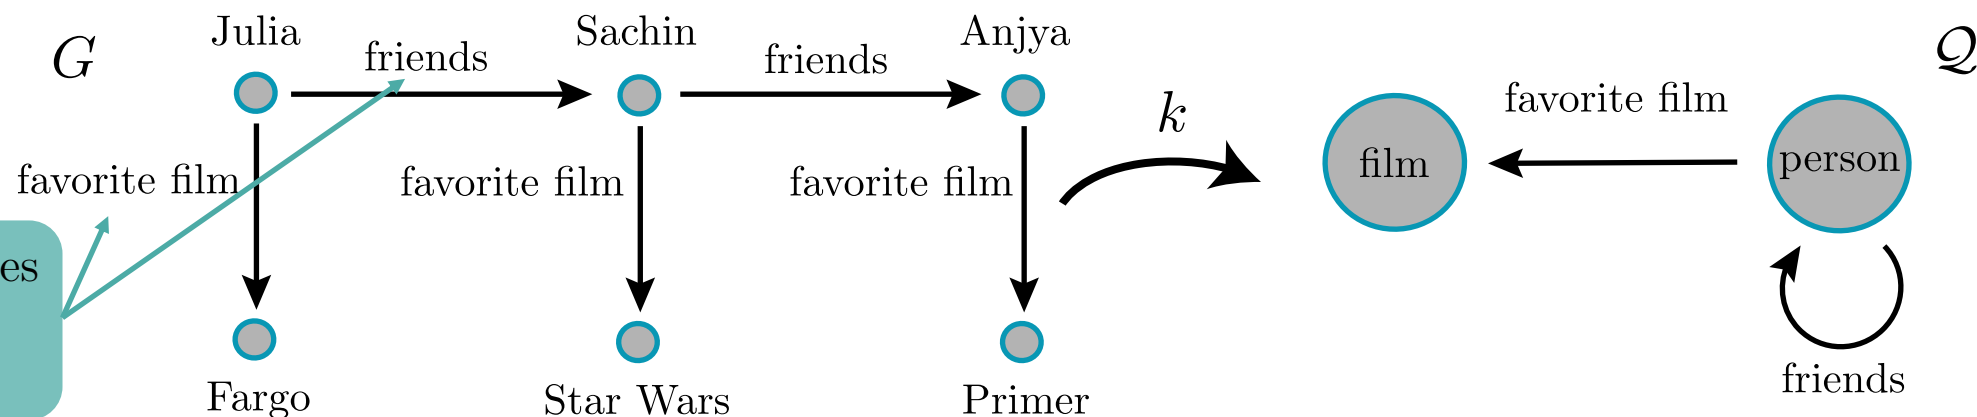 G
Julia
friends
Sachin
friends
Anjya
k
favorite film
Q
favorite film
favorite film
favorite film
film
person
es
Fargo
Star Wars
Primer
friends